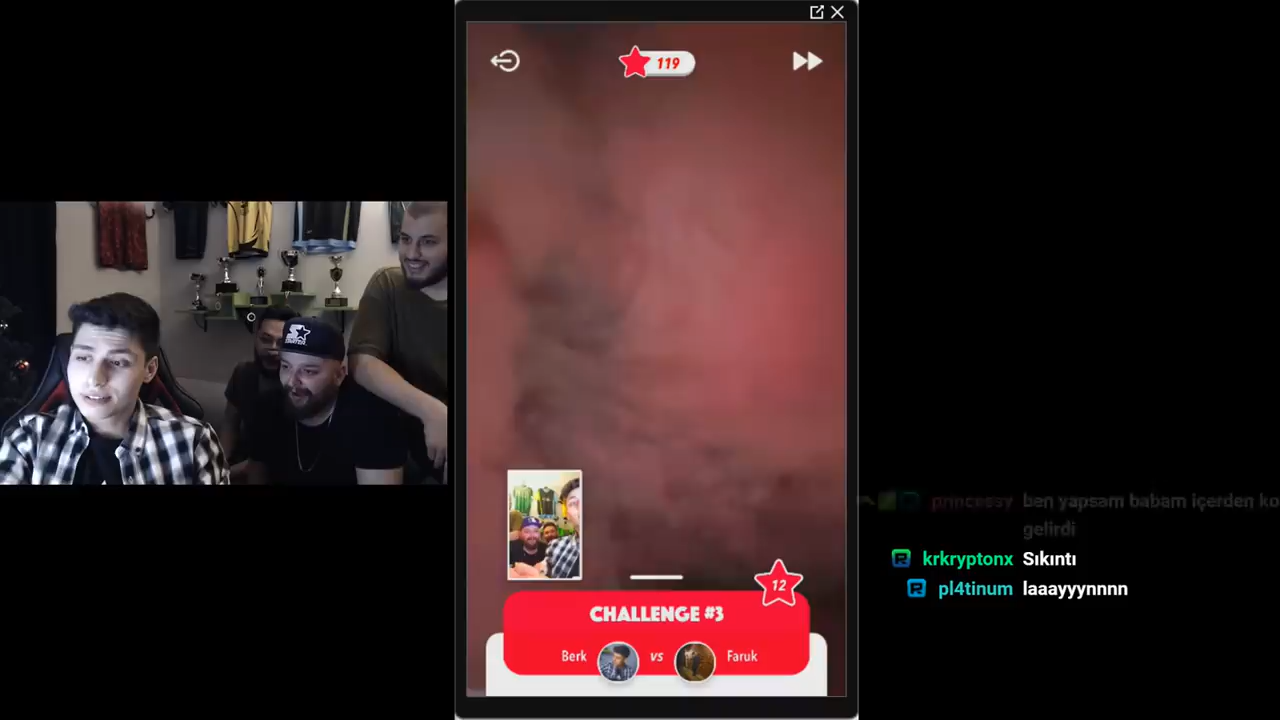 119
12
CHALLENGE #3
Berk vs Faruk
princessy ben yapsam babam içerden ko
gelirdi
krkryptonx Sıkıntı
pl4tinum laaayyynnnn